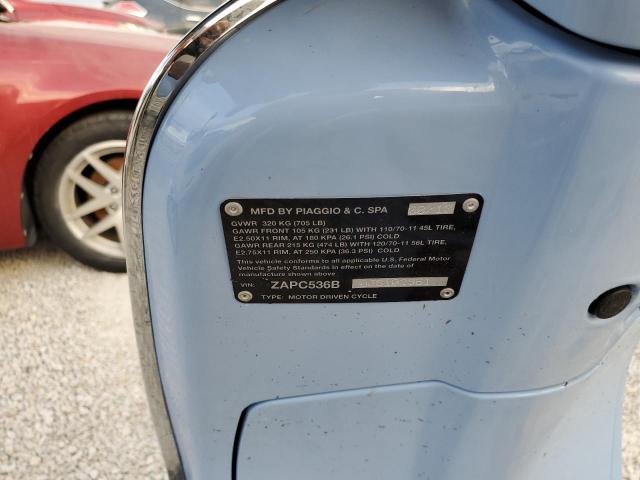 MFD BY PIAGGIO & C. SPA
GVWR 320 KG (705 LB)
GAWR FRONT 105 KG (231 LB) WITH 110/70-11 45L TIRE,
E2.50X11 RIM, AT 180 KPA (26.1 PSI) COLD
GAWR REAR 215 KG (474 LB) WITH 120/70-11 56L TIRE,
E2.75X11 RIM, AT 250 KPA (36.3 PSI) COLD
This vehicle conforms to all applicable U.S. Federal Motor
Vehicle Safety Standards in effect on the date of
manufacture shown above
VIN: ZAPC536B
TYPE: MOTOR DRIVEN CYCLE